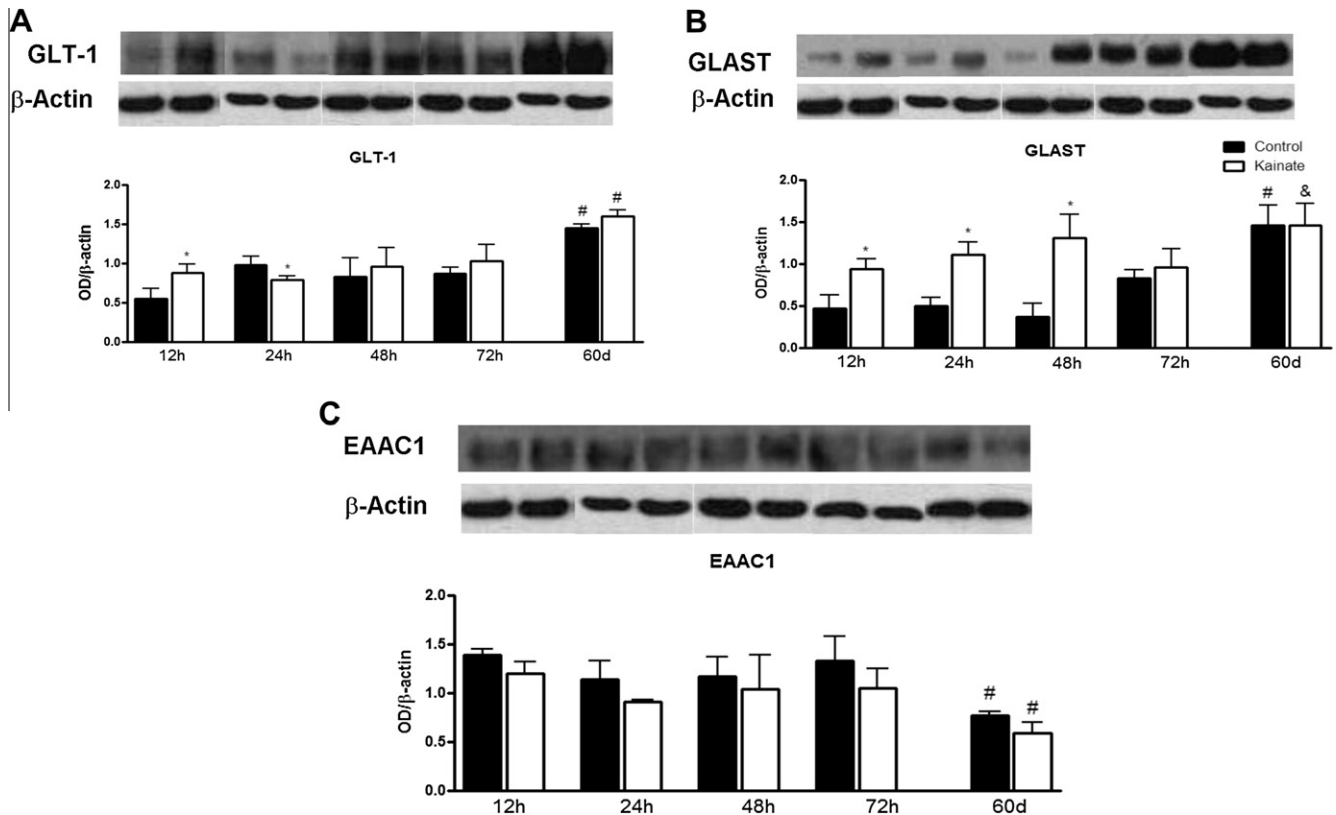 A
GLT-1
β-Actin
GLT-1
2.0
1.5
1.0
0.5
0.0
OD/β-actin
*
*
#
#
12h 24h 48h 72h 60d
B
GLAST
β-Actin
GLAST
Control
Kainate
2.0
1.5
1.0
0.5
0.0
OD/β-actin
*
*
*
#
&
12h 24h 48h 72h 60d
C
EAAC1
β-Actin
EAAC1
2.0
1.5
1.0
0.5
0.0
OD/β-actin
#
#
12h 24h 48h 72h 60d